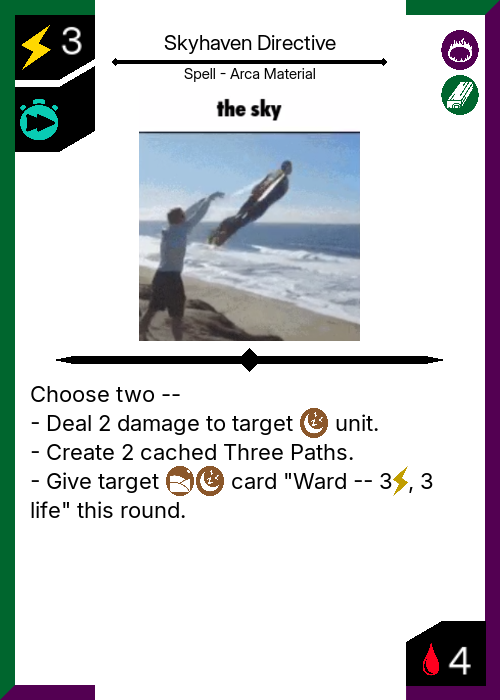 3
Skyhaven Directive
Spell - Arca Material
the sky
Choose two --
- Deal 2 damage to target unit.
- Create 2 cached Three Paths.
- Give target card "Ward -- 3, 3
life" this round.
4